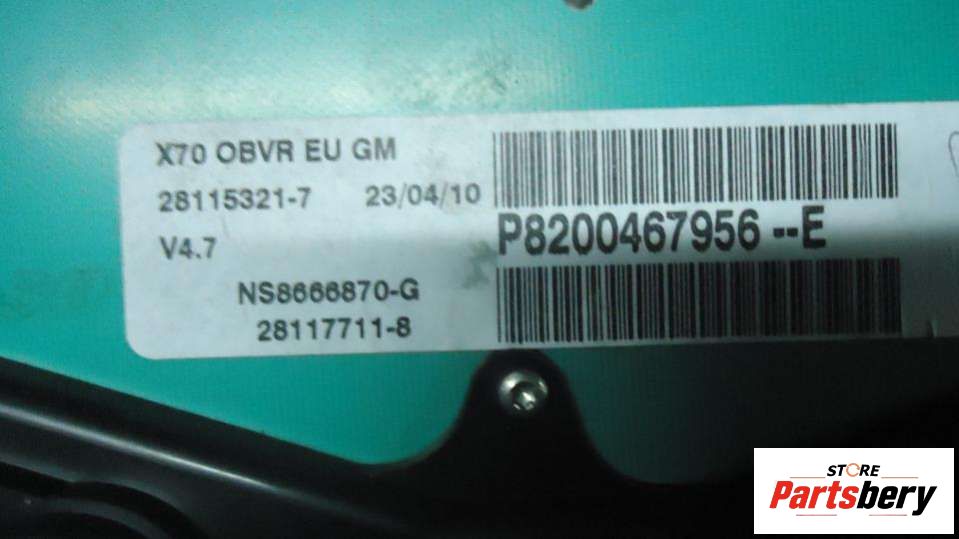 X70 OBVR EU GM
28115321-7 23/04/10
V4.7
NS8666870-G
28117711-8
P8200467956--E
STORE
Partsbery